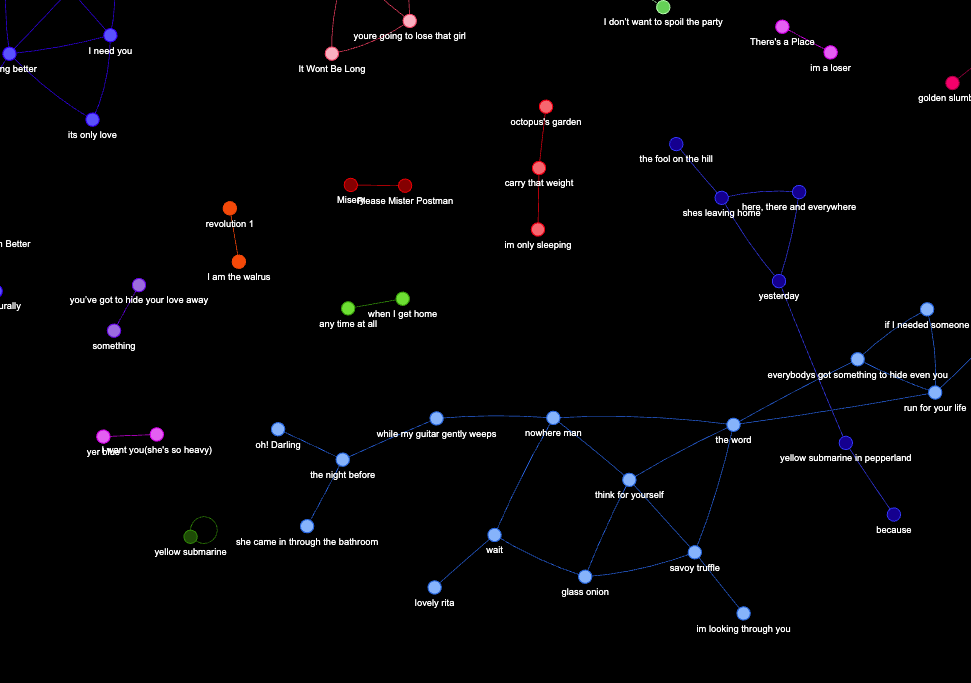 I don't want to spoil the party
youre going to lose that girl
There's a Place
I need you
ng better
It Wont Be Long
im a loser
golden slumb
octopus's garden
its only love
the fool on the hill
carry that weight
Misery
Please Mister Postman
here, there and everywhere
shes leaving home
revolution 1
n Better
im only sleeping
I am the walrus
yesterday
you've got to hide your love away
urally
when I get home
any time at all
if I needed someone
something
everybodys got something to hide even you
run for your life
while my guitar gently weeps
nowhere man
the word
oh! Darling
I want you(she's so heavy)
yer blue
yellow submarine in pepperland
the night before
think for yourself
because
she came in through the bathroom
yellow submarine
wait
savoy truffle
glass onion
lovely rita
im looking through you